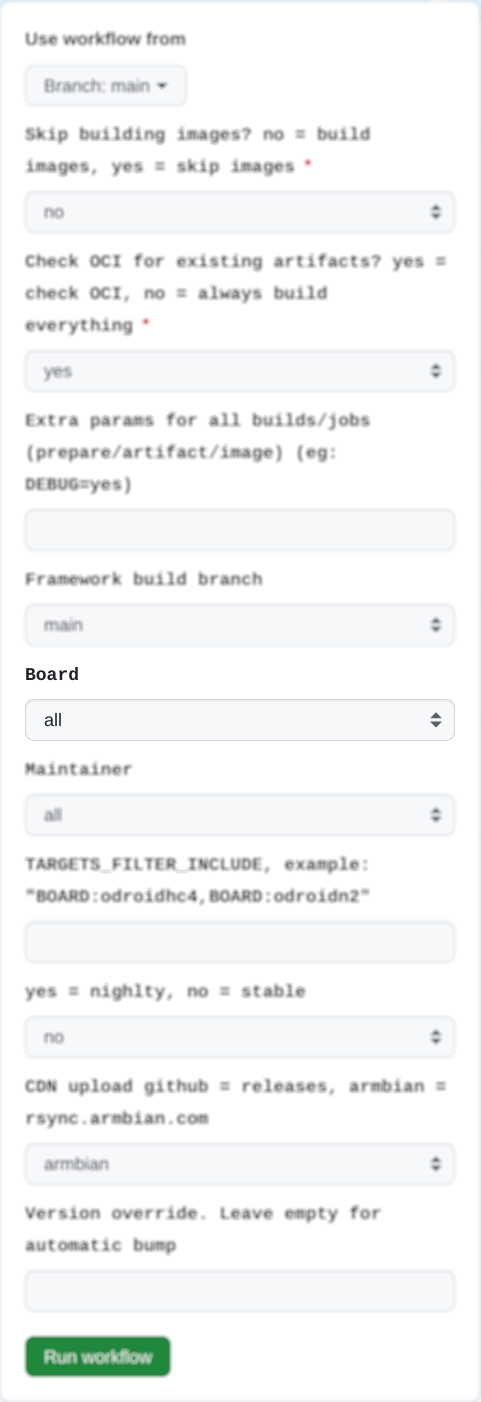 Use workflow from
Branch: main
Skip building images? no = build
images, yes = skip images *
no
Check OCI for existing artifacts? yes =
check OCI, no = always build
everything *
yes
Extra params for all builds/jobs
(prepare/artifact/image) (eg:
DEBUG=yes)
Framework build branch
main
Board
all
Maintainer
all
TARGETS_FILTER_INCLUDE, example:
"BOARD:odroidhc4,BOARD:odroidn2"
yes = nighlty, no = stable
no
CDN upload github = releases, armbian =
rsync.armbian.com
armbian
Version override. Leave empty for
automatic bump
Run workflow